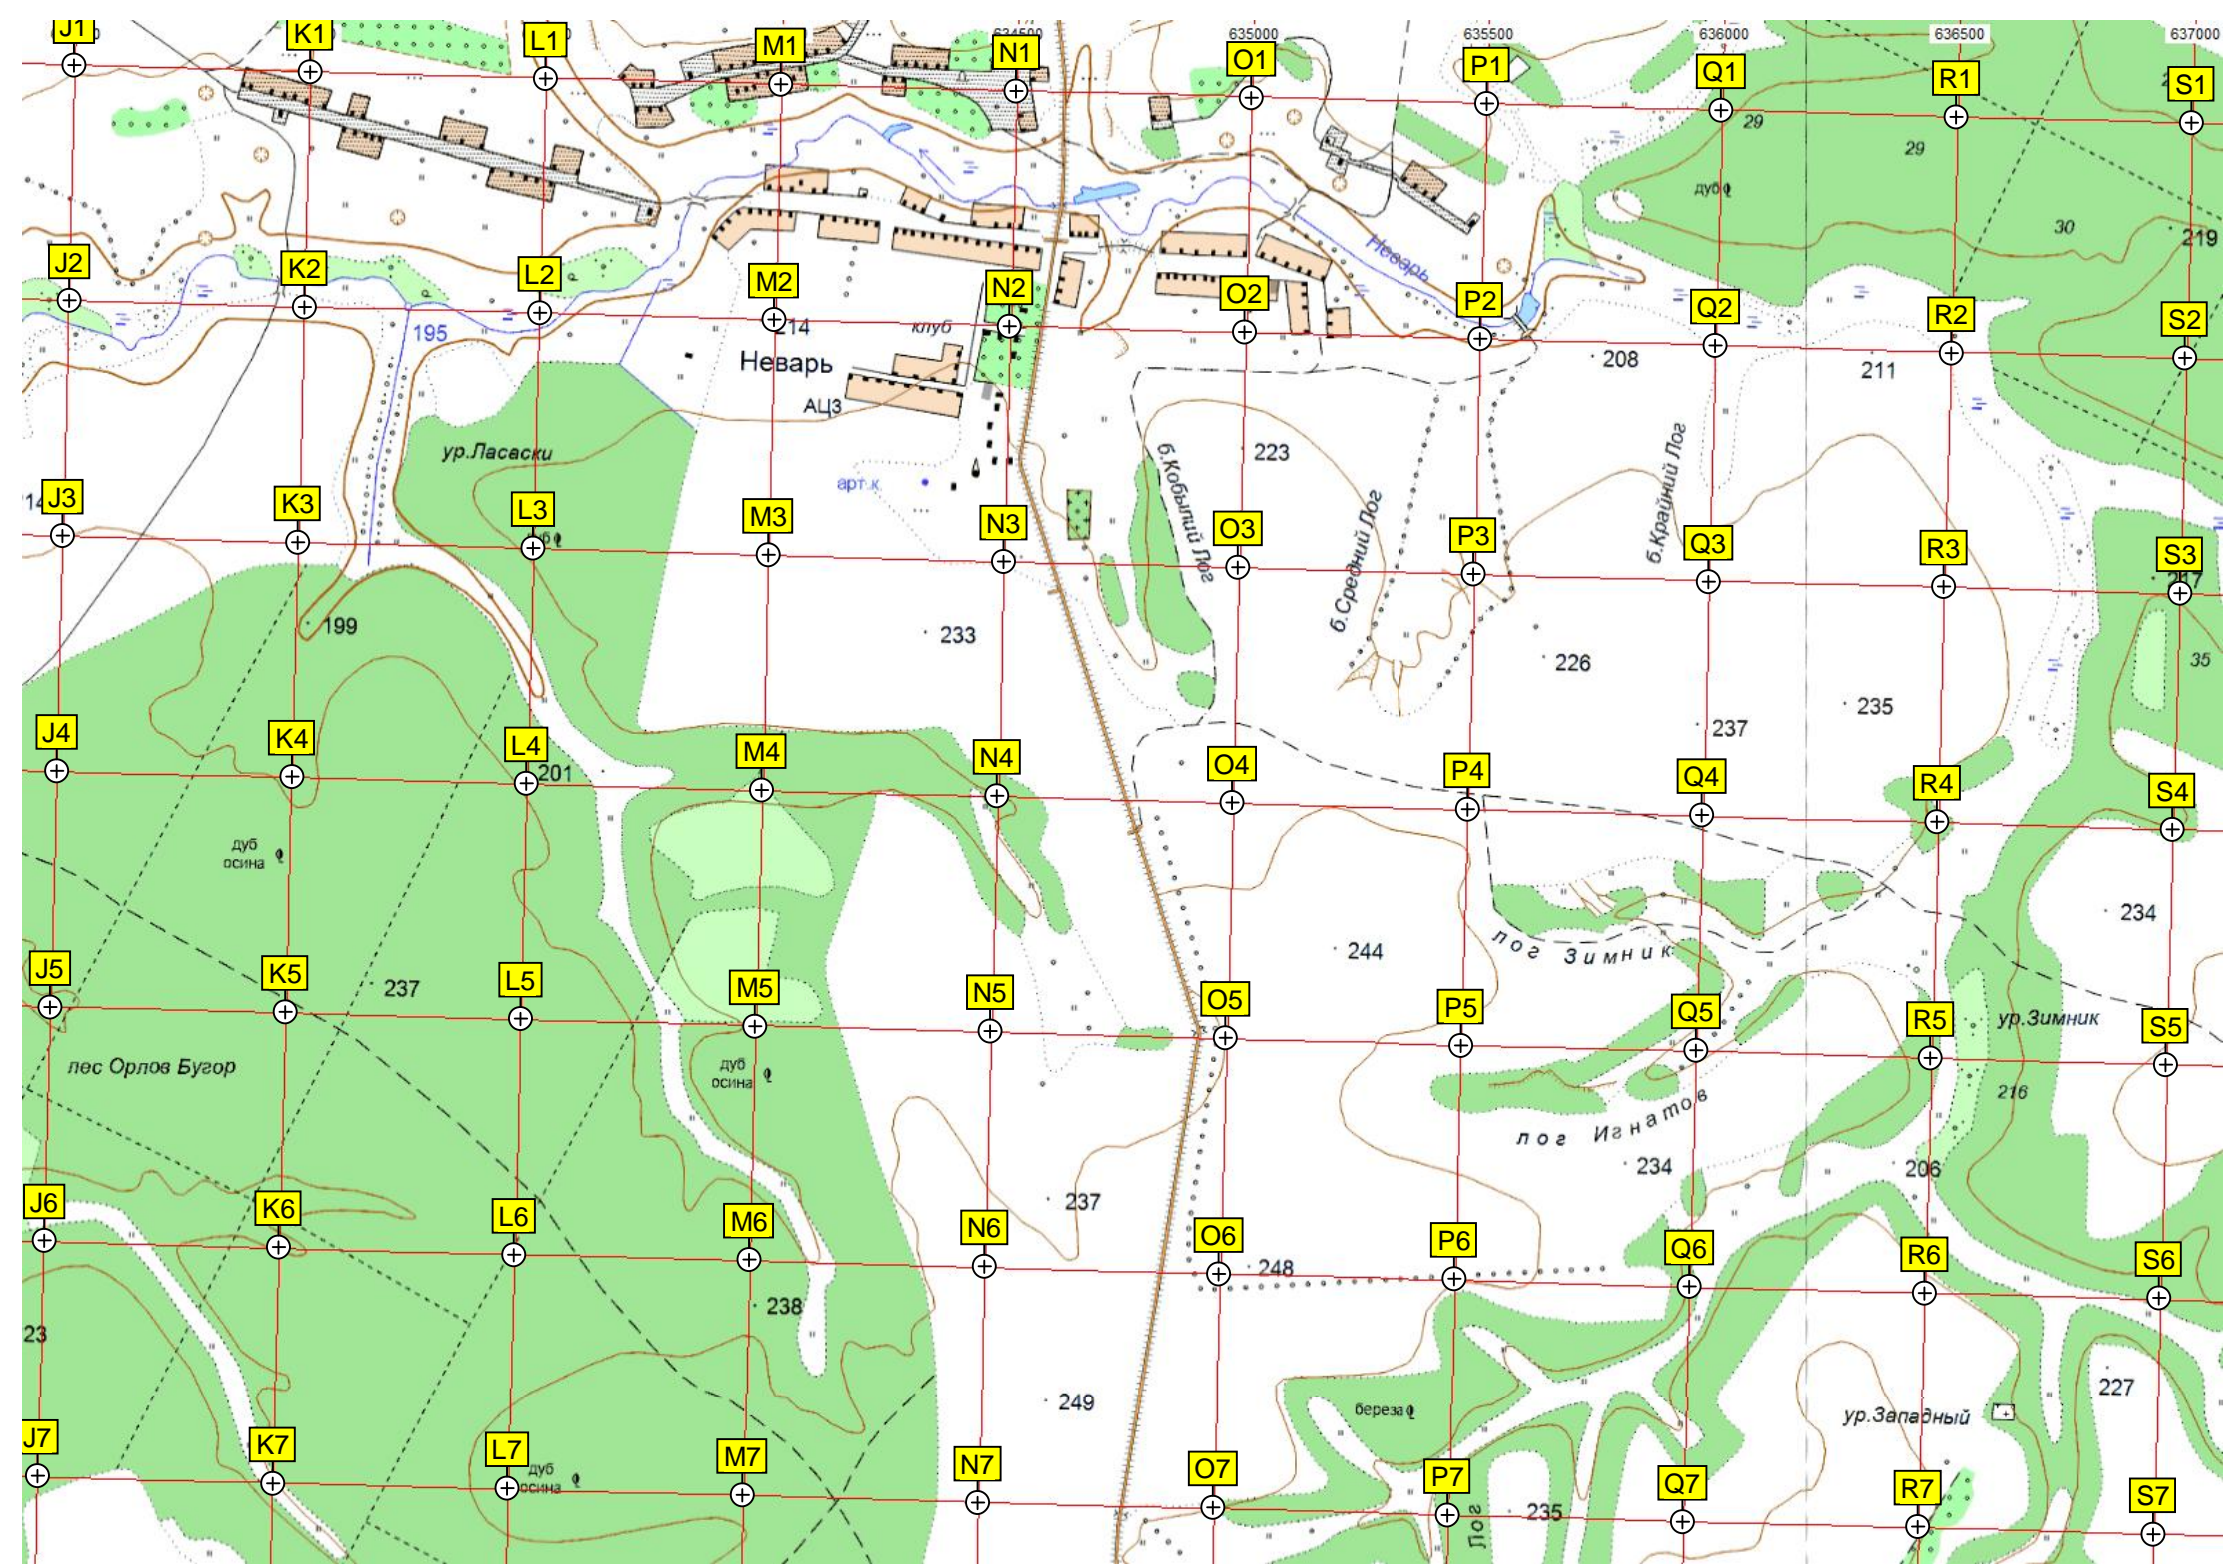 634500 635000 635500 636000 636500 637000
J1 K1 L1 M1 N1 O1 P1 Q1 R1 S1
29 29
дуб
30 219
Неварь
J2 K2 L2 M2 N2 O2 P2 Q2 R2 S2
195 214 клуб 208 211
Неварь
АЦЗ
ур.Ласаски 223
б.Кобылий Лог
б.Средний Лог
б.Крайний Лог
арт.к.
J3 K3 L3 M3 N3 O3 P3 Q3 R3 S3
дуб 217
199 233 226 35
235
237
J4 K4 L4 M4 N4 O4 P4 Q4 R4 S4
201
дуб
осина
234
244 лог Зимник
J5 K5 L5 M5 N5 O5 P5 Q5 R5 S5
237 ур.Зимник
лес Орлов Бугор
дуб
осина
216
лог Игнатов
234 206
J6 K6 L6 M6 N6 O6 P6 Q6 R6 S6
237
248
238
23
227
249 береза ур.Западный
J7 K7 L7 M7 N7 O7 P7 Q7 R7 S7
дуб
осина
Лог 235